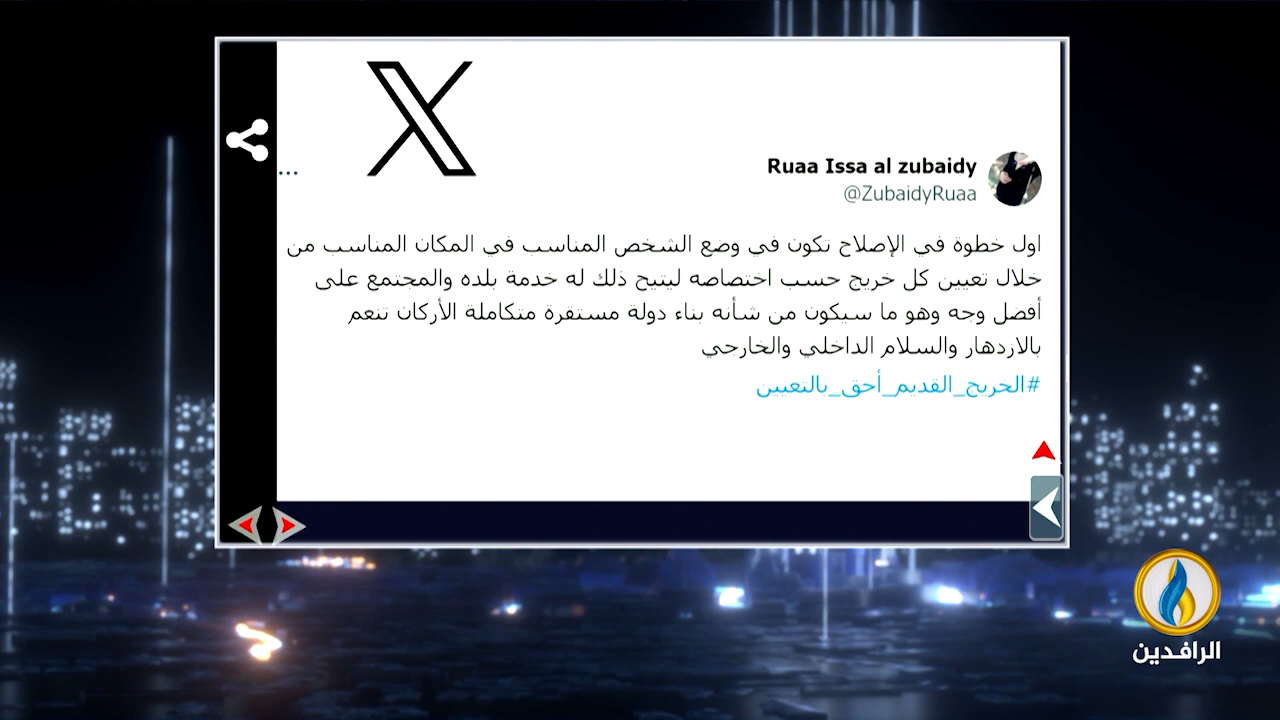 Ruaa Issa al zubaidy
@ZubaidyRuaa
...
اول خطوة في الإصلاح تكون في وضع الشخص المناسب في المكان المناسب من
خلال تعيين كل خريج حسب اختصاصه ليتيح ذلك له خدمة بلده والمجتمع على
أفضل وجه وهو ما سيكون من شأنه بناء دولة مستقرة متكاملة الأركان تنعم
بالازدهار والسلام الداخلي والخارجي
#الخريج_القديم_أحق_بالتعيين
الرافدين